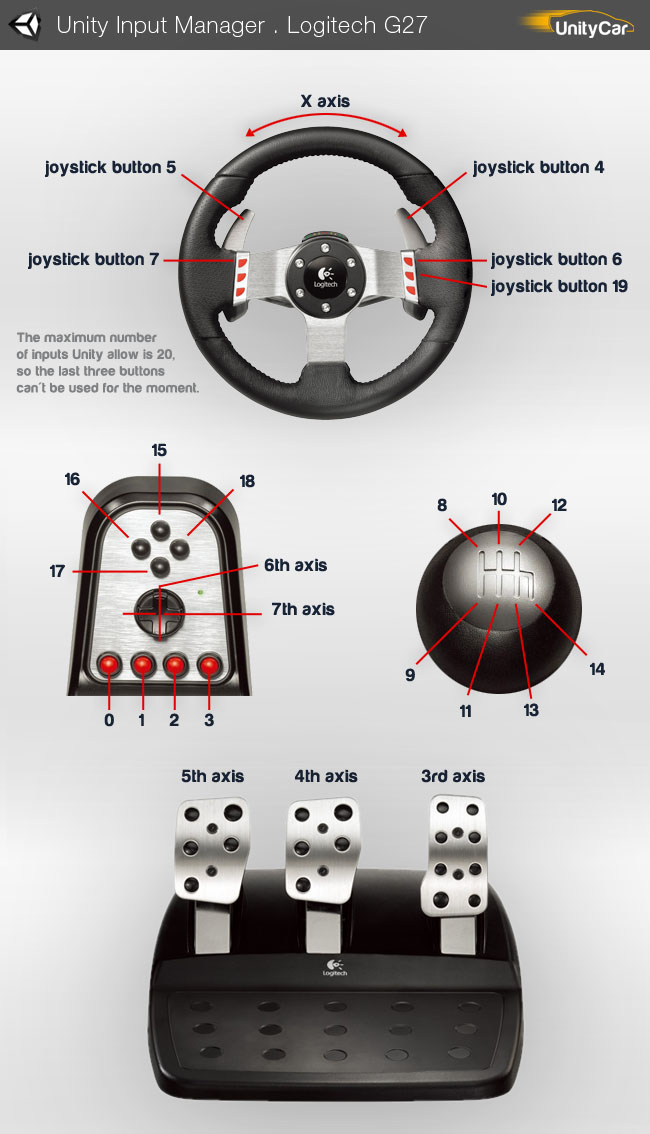 Unity Input Manager . Logitech G27
UnityCar
X axis
joystick button 5
joystick button 4
joystick button 7
joystick button 6
joystick button 19
Logitech
The maximum number
of inputs Unity allow is 20,
so the last three buttons
can´t be used for the moment.
15
16
18
17
6th axis
7th axis
0 1 2 3
8
10
12
9
11
13
14
5th axis
4th axis
3rd axis
Logitech